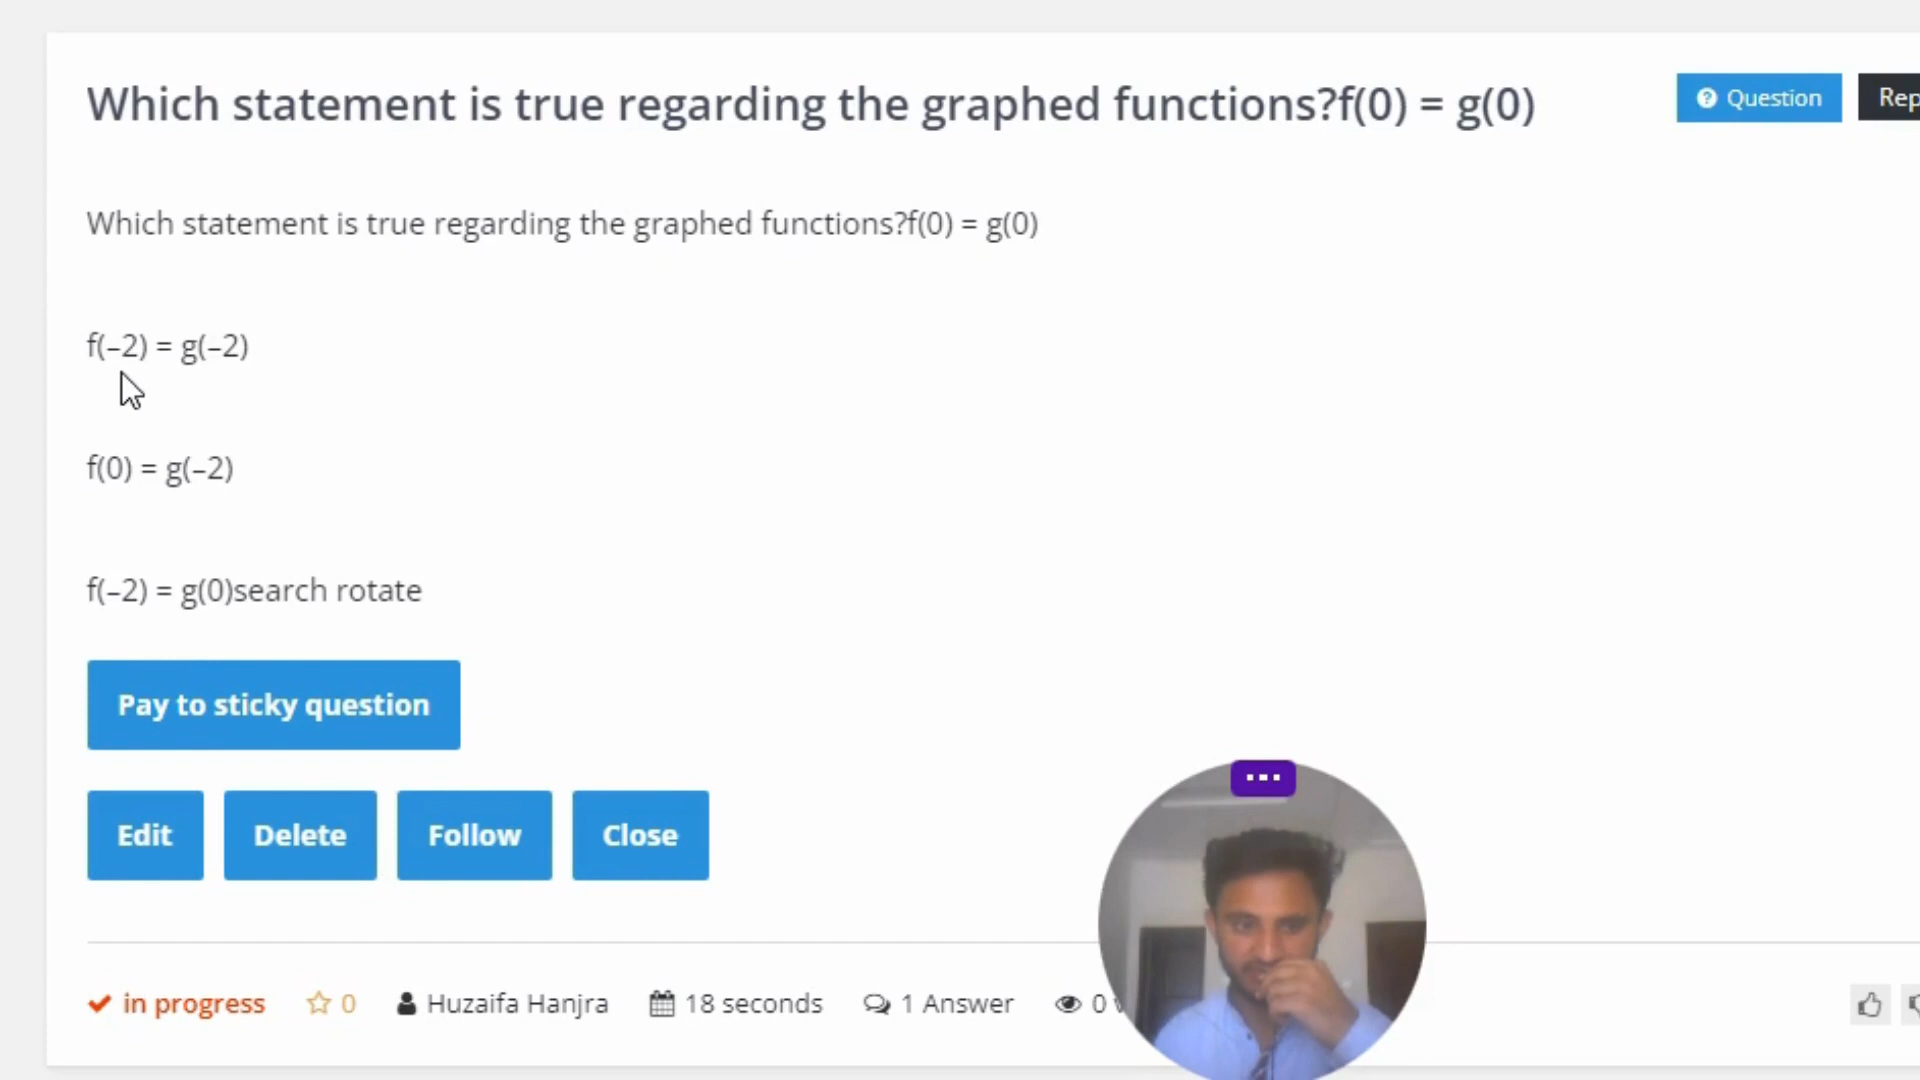 Which statement is true regarding the graphed functions?f(0) = g(0)
Question
Rep
Which statement is true regarding the graphed functions?f(0) = g(0)
f(–2) = g(–2)
f(0) = g(–2)
f(–2) = g(0)search rotate
Pay to sticky question
Edit
Delete
Follow
Close
in progress
0
Huzaifa Hanjra
18 seconds
1 Answer
0